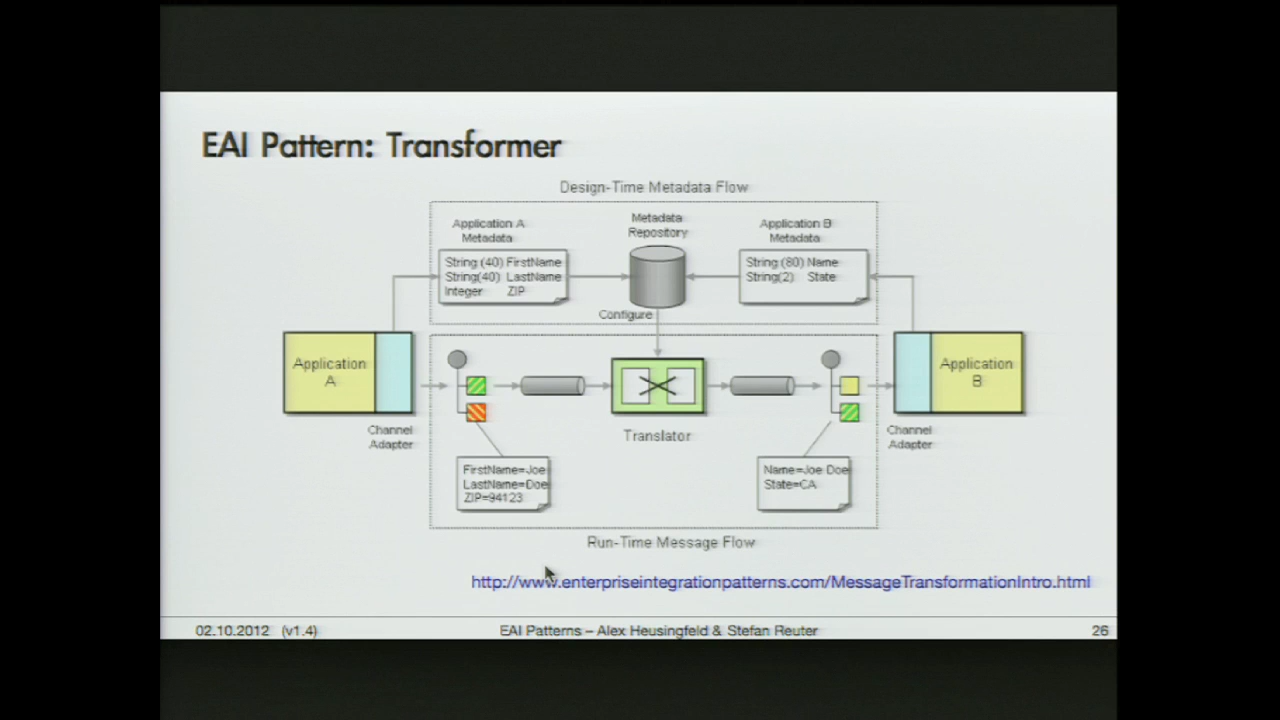 EAI Pattern: Transformer
Design-Time Metadata Flow
Application A
Metadata
Metadata
Repository
Application B
Metadata
String (40) FirstName
String(40) LastName
Integer ZIP
String (80) Name
String(2) State
Configure
Application
A
Application
B
Channel
Adapter
Translator
Channel
Adapter
FirstName=Joe
LastName=Doe
ZIP=94123
Name=Joe Doe
State=CA
Run-Time Message Flow
http://www.enterpriseintegrationpatterns.com/MessageTransformationIntro.html
02.10.2012 (v1.4)
EAI Patterns – Alex Heusingfeld & Stefan Reuter
26